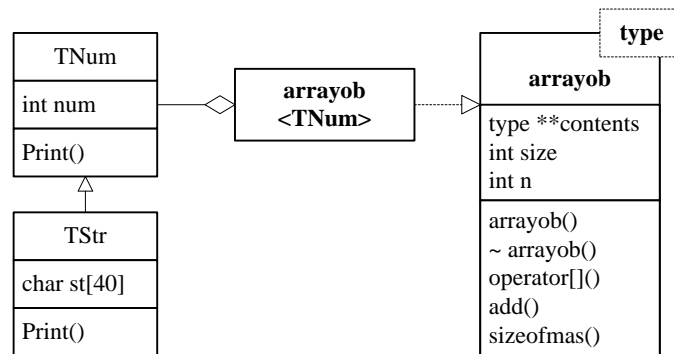 TNum
int num
Print()
TStr
char st[40]
Print()
arrayob
<TNum>
type
arrayob
type **contents
int size
int n
arrayob()
~ arrayob()
operator[]()
add()
sizeofmas()